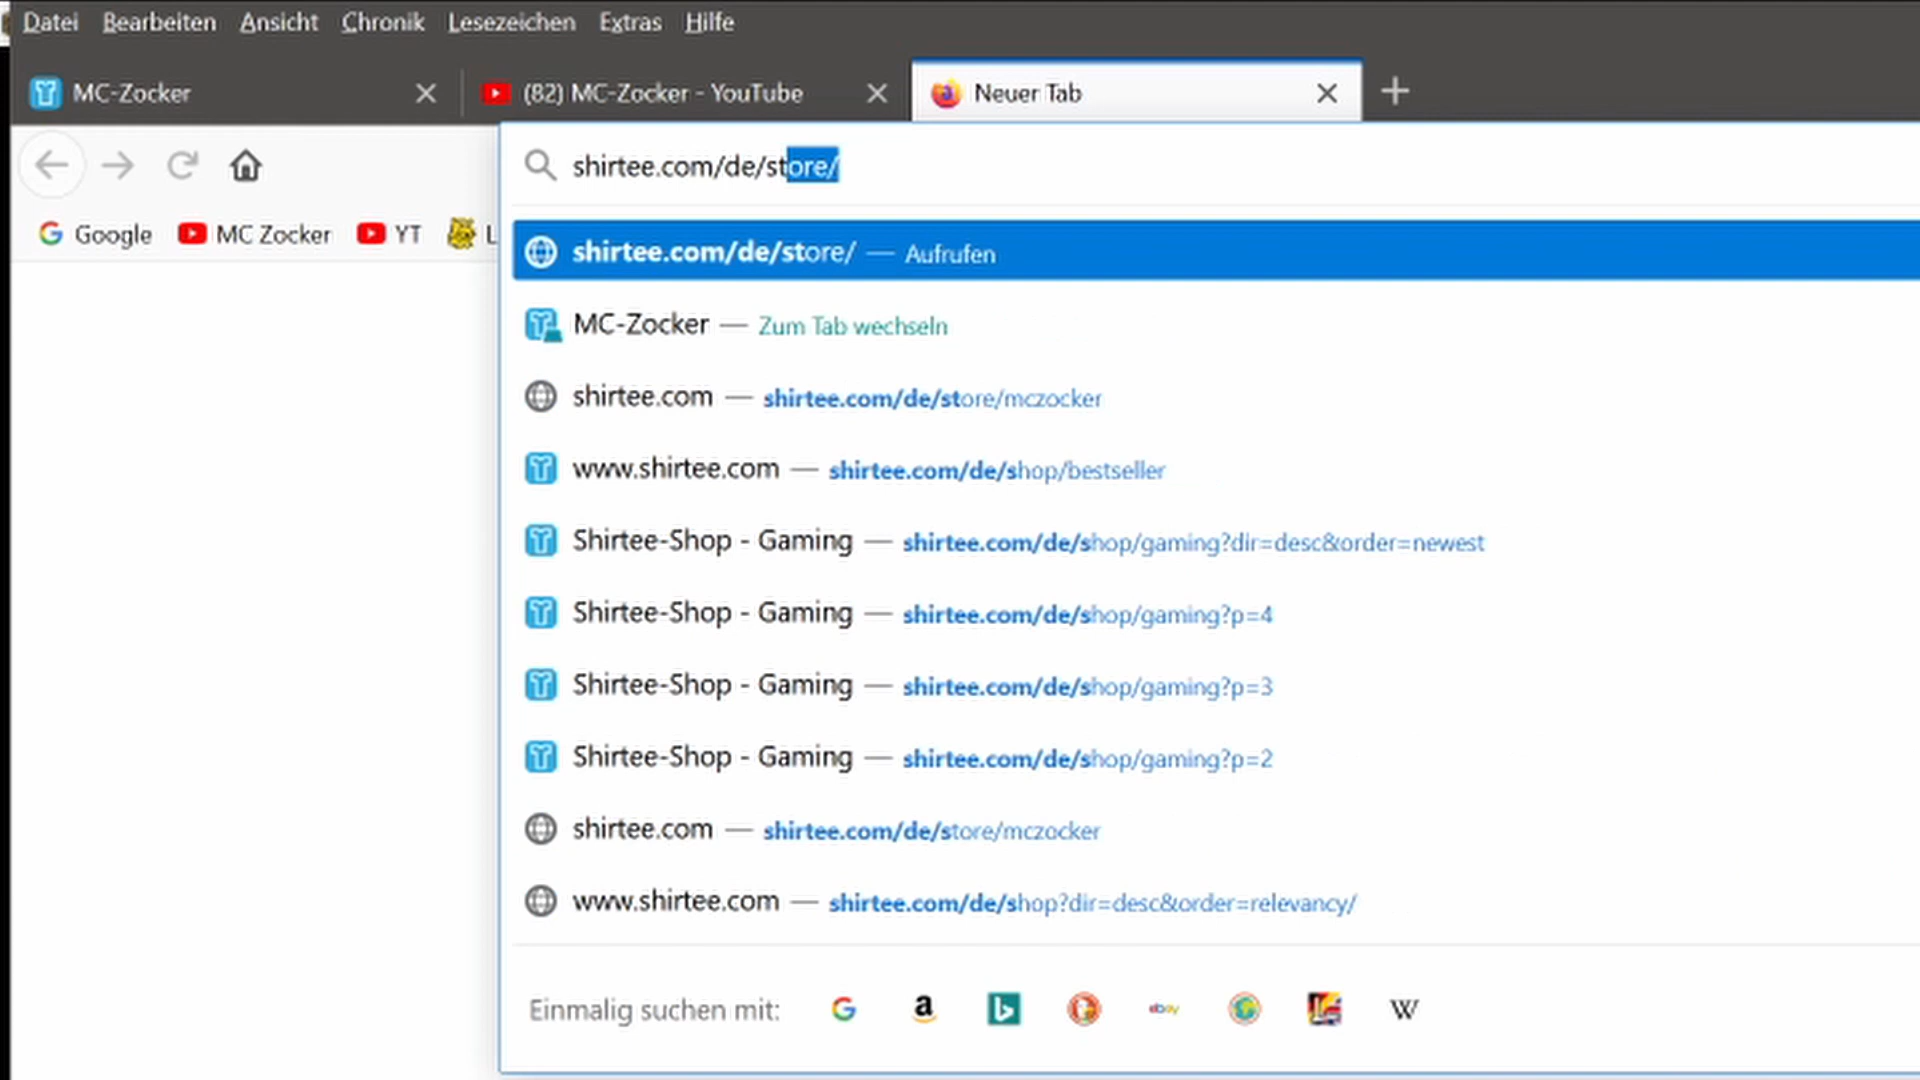 Datei Bearbeiten Ansicht Chronik Lesezeichen Extras Hilfe
MC-Zocker (82) MC-Zocker - YouTube Neuer Tab
shirtee.com/de/store/
Google MC Zocker YT L
shirtee.com/de/store/ — Aufrufen
MC-Zocker — Zum Tab wechseln
shirtee.com — shirtee.com/de/store/mczocker
www.shirtee.com — shirtee.com/de/shop/bestseller
Shirtee-Shop - Gaming — shirtee.com/de/shop/gaming?dir=desc&order=newest
Shirtee-Shop - Gaming — shirtee.com/de/shop/gaming?p=4
Shirtee-Shop - Gaming — shirtee.com/de/shop/gaming?p=3
Shirtee-Shop - Gaming — shirtee.com/de/shop/gaming?p=2
shirtee.com — shirtee.com/de/store/mczocker
www.shirtee.com — shirtee.com/de/shop?dir=desc&order=relevancy/
Einmalig suchen mit: G a b ebay W